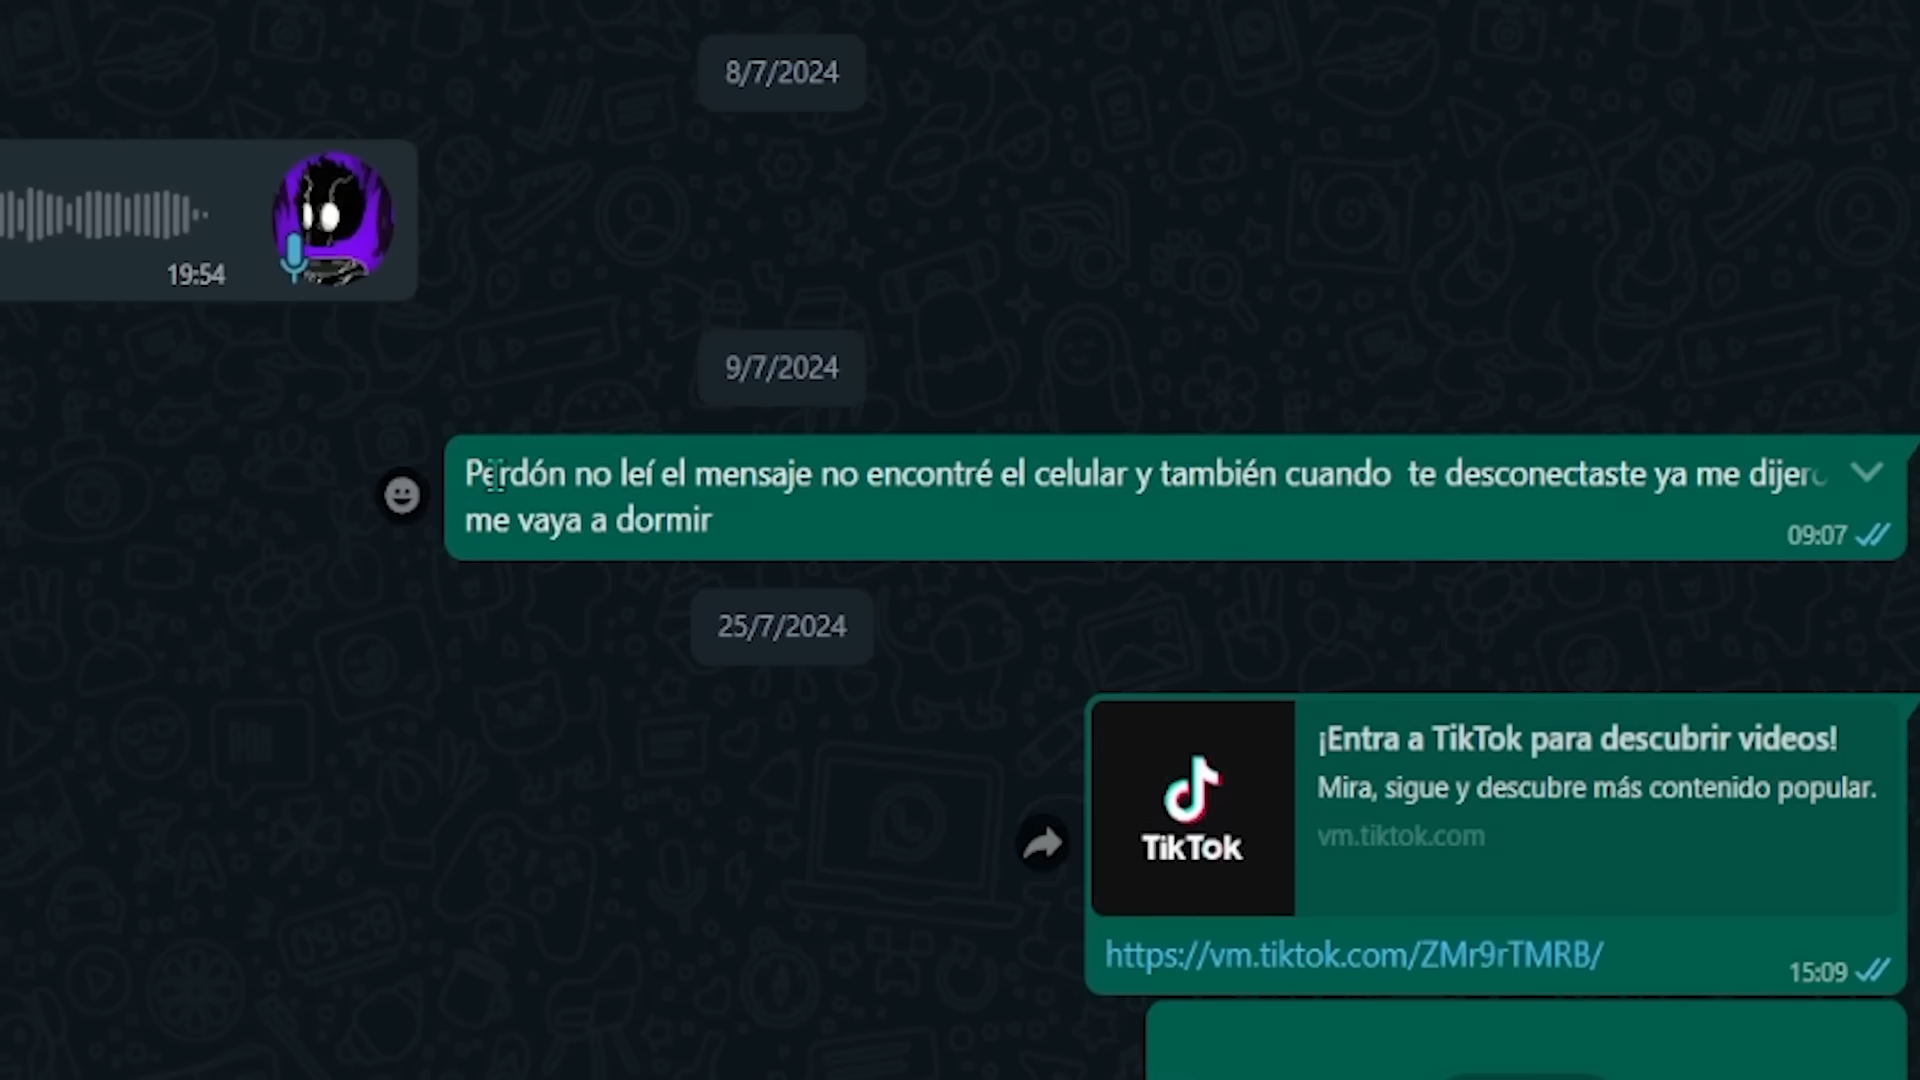 8/7/2024
19:54
9/7/2024
Perdón no leí el mensaje no encontré el celular y también cuando  te desconectaste ya me
me vaya a dormir
09:07
25/7/2024
¡Entra a TikTok para descubrir videos!
Mira, sigue y descubre más contenido popular.
vm.tiktok.com
TikTok
https://vm.tiktok.com/ZMr9rTMRB/
15:09